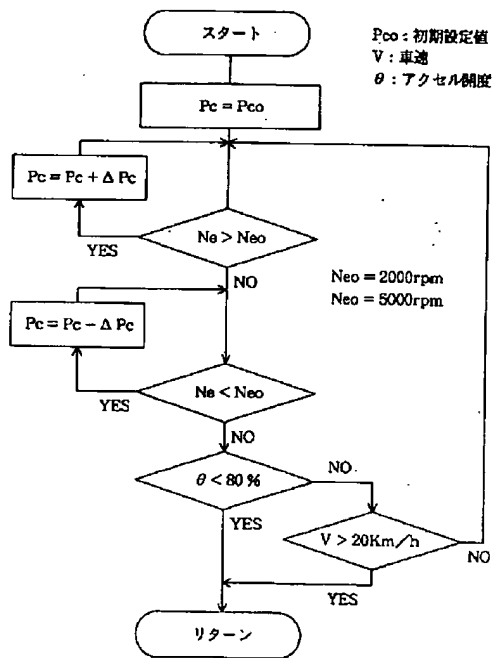 スタート
Pco：初期設定値
V：車速
θ：アクセル開度
Pc = Pco
Pc = Pc + Δ Pc
YES
Ne > Neo
NO
Neo = 2000rpm
Neo = 5000rpm
Pc = Pc − Δ Pc
YES
Ne < Neo
NO
θ < 80 %
NO
YES
V > 20Km／h
NO
YES
リターン